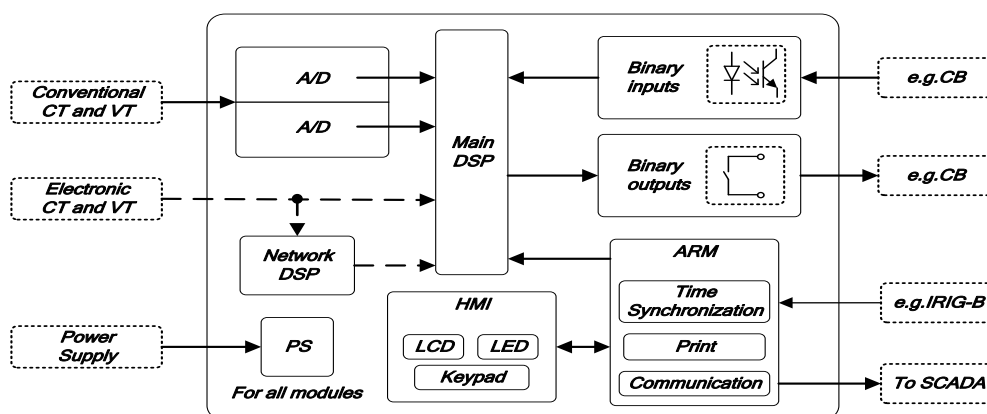 Conventional
CT and VT
A/D
A/D
Main
DSP
Binary
inputs
e.g.CB
Binary
outputs
e.g.CB
Electronic
CT and VT
Network
DSP
ARM
Time
Synchronization
e.g.IRIG-B
HMI
LCD
LED
Keypad
Print
Communication
To SCADA
Power
Supply
PS
For all modules